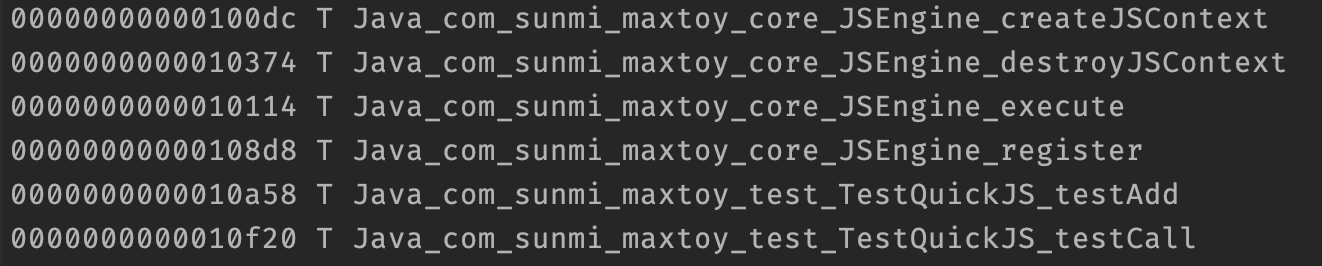 00000000000100dc T Java_com_sunmi_maxtoy_core_JSEngine_createJSContext
0000000000010374 T Java_com_sunmi_maxtoy_core_JSEngine_destroyJSContext
0000000000010114 T Java_com_sunmi_maxtoy_core_JSEngine_execute
00000000000108d8 T Java_com_sunmi_maxtoy_core_JSEngine_register
0000000000010a58 T Java_com_sunmi_maxtoy_test_TestQuickJS_testAdd
0000000000010f20 T Java_com_sunmi_maxtoy_test_TestQuickJS_testCall